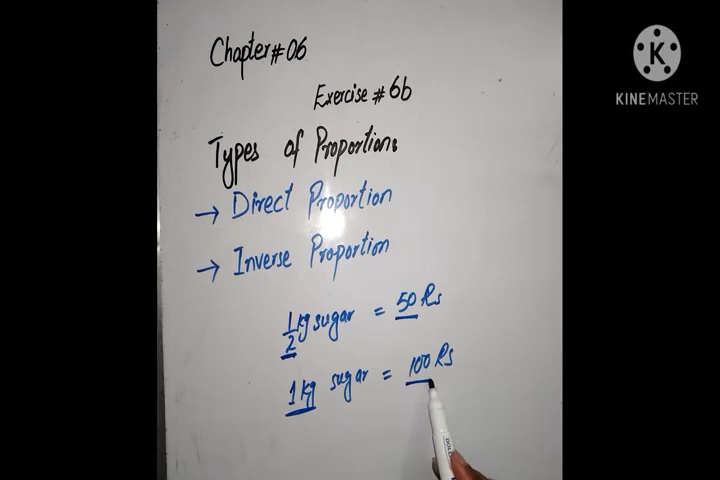 Chapter#06
Exercise #6b
Types of Proportions
→ Direct Proportion
→ Inverse Proportion
1/2 kg sugar = 50 Rs
1 kg sugar = 100 Rs
K
KINEMASTER